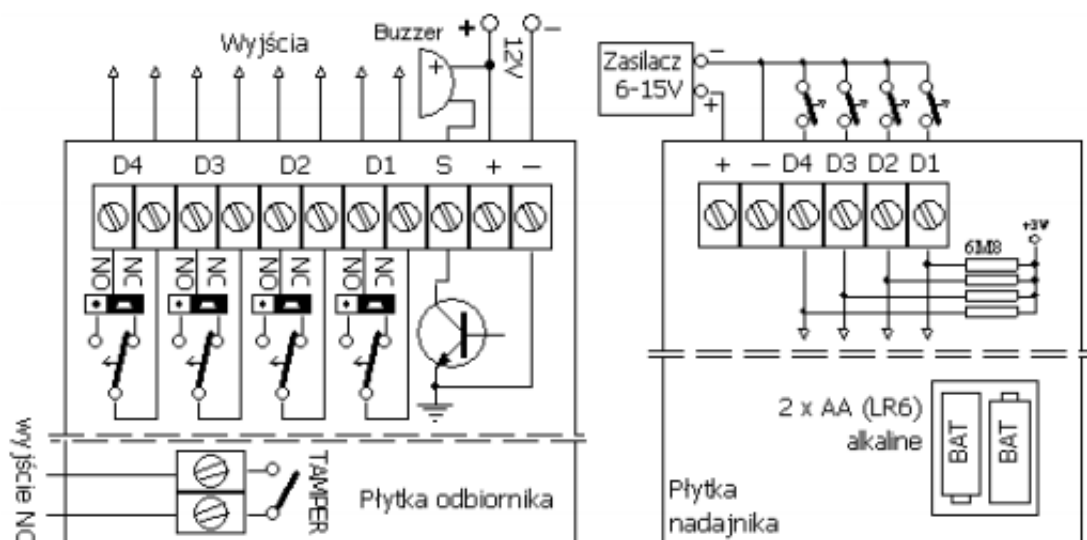 Wyjścia
Buzzer
+
+
–
12V
D4 D3 D2 D1 S + –
NO NC NO NC NO NC NO NC
wyjście NC
TAMPER
Płytka odbiornika
Zasilacz
6-15V
–
+
+ – D4 D3 D2 D1
+3V
6M8
2 x AA (LR6)
alkaline
BAT BAT
Płytka
nadajnika